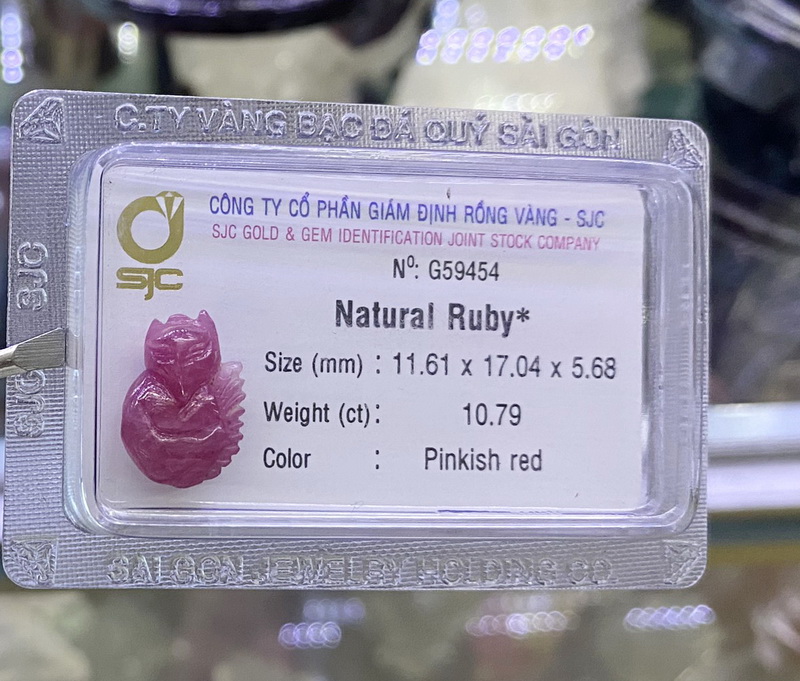 C.TY VÀNG BẠC ĐÁ QUÝ SÀI GÒN
SJC
CÔNG TY CỔ PHẦN GIÁM ĐỊNH RỒNG VÀNG - SJC
SJC GOLD & GEM IDENTIFICATION JOINT STOCK COMPANY
Nº: G59454
Natural Ruby*
Size (mm) : 11.61 x 17.04 x 5.68
Weight (ct): 10.79
Color : Pinkish red
SJC
SJC
SAIGON JEWELRY HOLDING CO